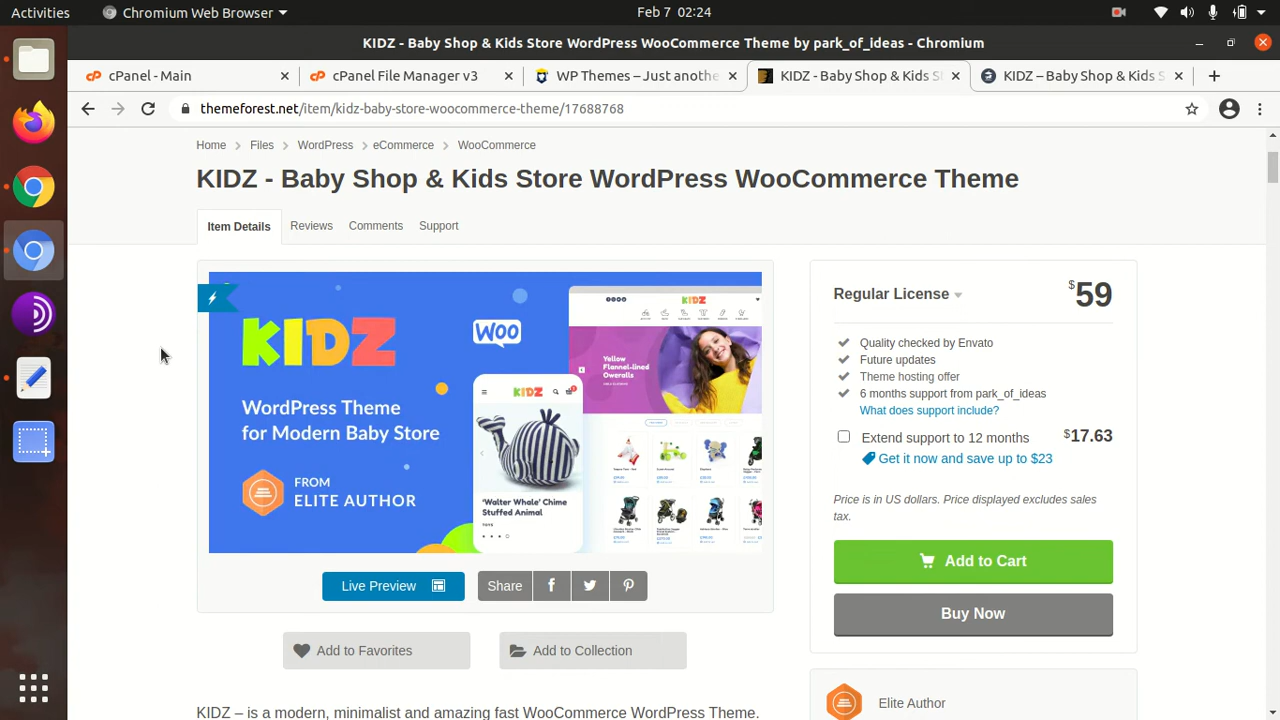 Activities
Chromium Web Browser
Feb 7 02:24
KIDZ - Baby Shop & Kids Store WordPress WooCommerce Theme by park_of_ideas - Chromium
cPanel - Main
cPanel File Manager v3
WP Themes – Just anothe
KIDZ - Baby Shop & Kids St
KIDZ – Baby Shop & Kids S
themeforest.net/item/kidz-baby-store-woocommerce-theme/17688768
Home
Files
WordPress
eCommerce
WooCommerce
KIDZ - Baby Shop & Kids Store WordPress WooCommerce Theme
Item Details
Reviews
Comments
Support
KIDZ
WOO
WordPress Theme
for Modern Baby Store
FROM
ELITE AUTHOR
KIDZ
Yellow
Flannel-lined
Overalls
KIDZ
'Walter Whale' Chime
Stuffed Animal
TOYS
Live Preview
Share
Add to Favorites
Add to Collection
KIDZ – is a modern, minimalist and amazing fast WooCommerce WordPress Theme.
Regular License
$59
Quality checked by Envato
Future updates
Theme hosting offer
6 months support from park_of_ideas
What does support include?
Extend support to 12 months
$17.63
Get it now and save up to $23
Price is in US dollars. Price displayed excludes sales
tax.
Add to Cart
Buy Now
Elite Author